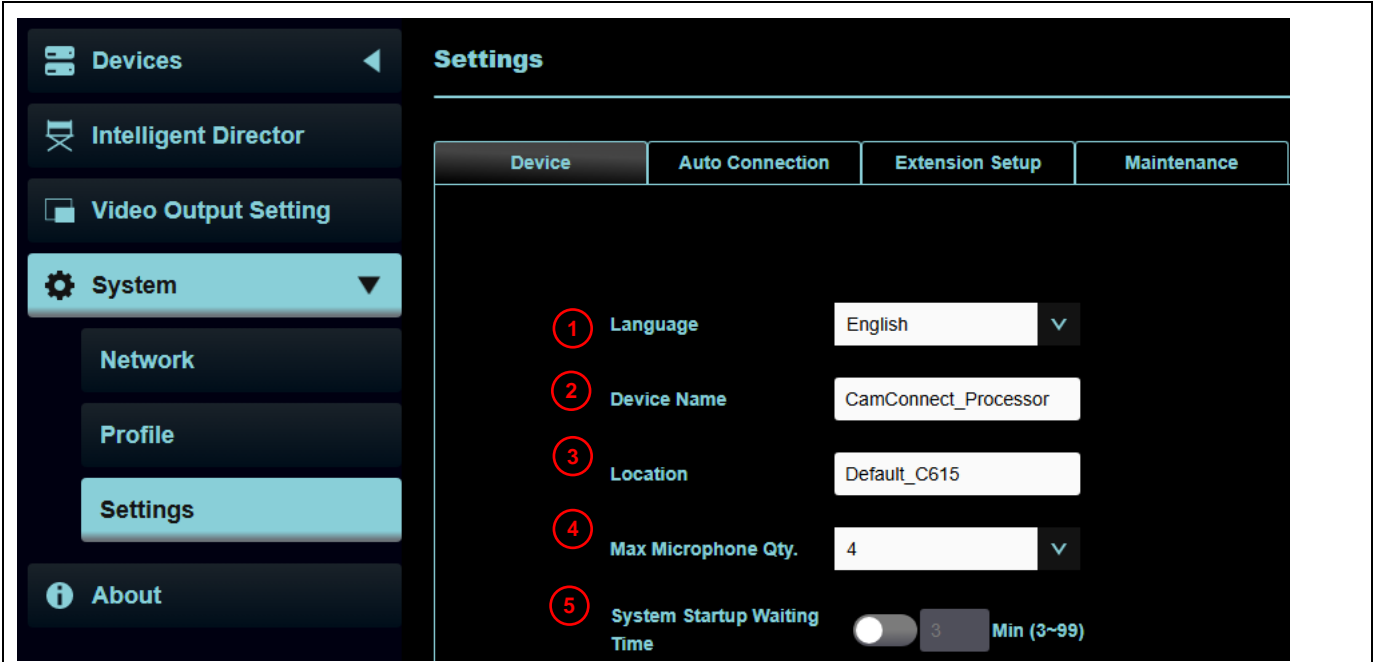 Devices
Intelligent Director
Video Output Setting
System
Network
Profile
Settings
About
Settings
Device Auto Connection Extension Setup Maintenance
1 Language English
2 Device Name CamConnect_Processor
3 Location Default_C615
4 Max Microphone Qty. 4
5 System Startup Waiting
Time 3 Min (3~99)